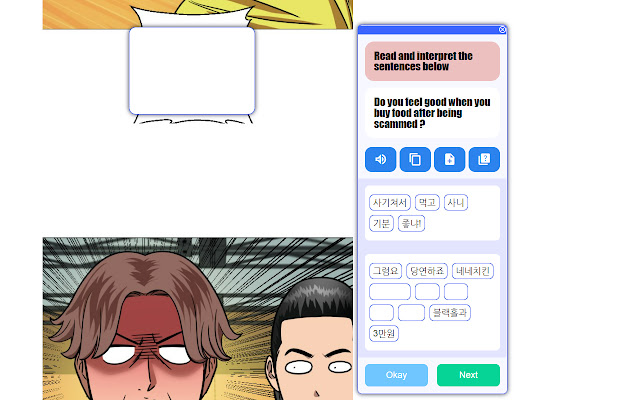 Read and interpret the
sentences below
Do you feel good when you
buy food after being
scammed ?
사기쳐서 먹고 사니
기분 좋냐!
그럼요 당연하죠 네네치킨
블랙홀과
3만원
Okay Next